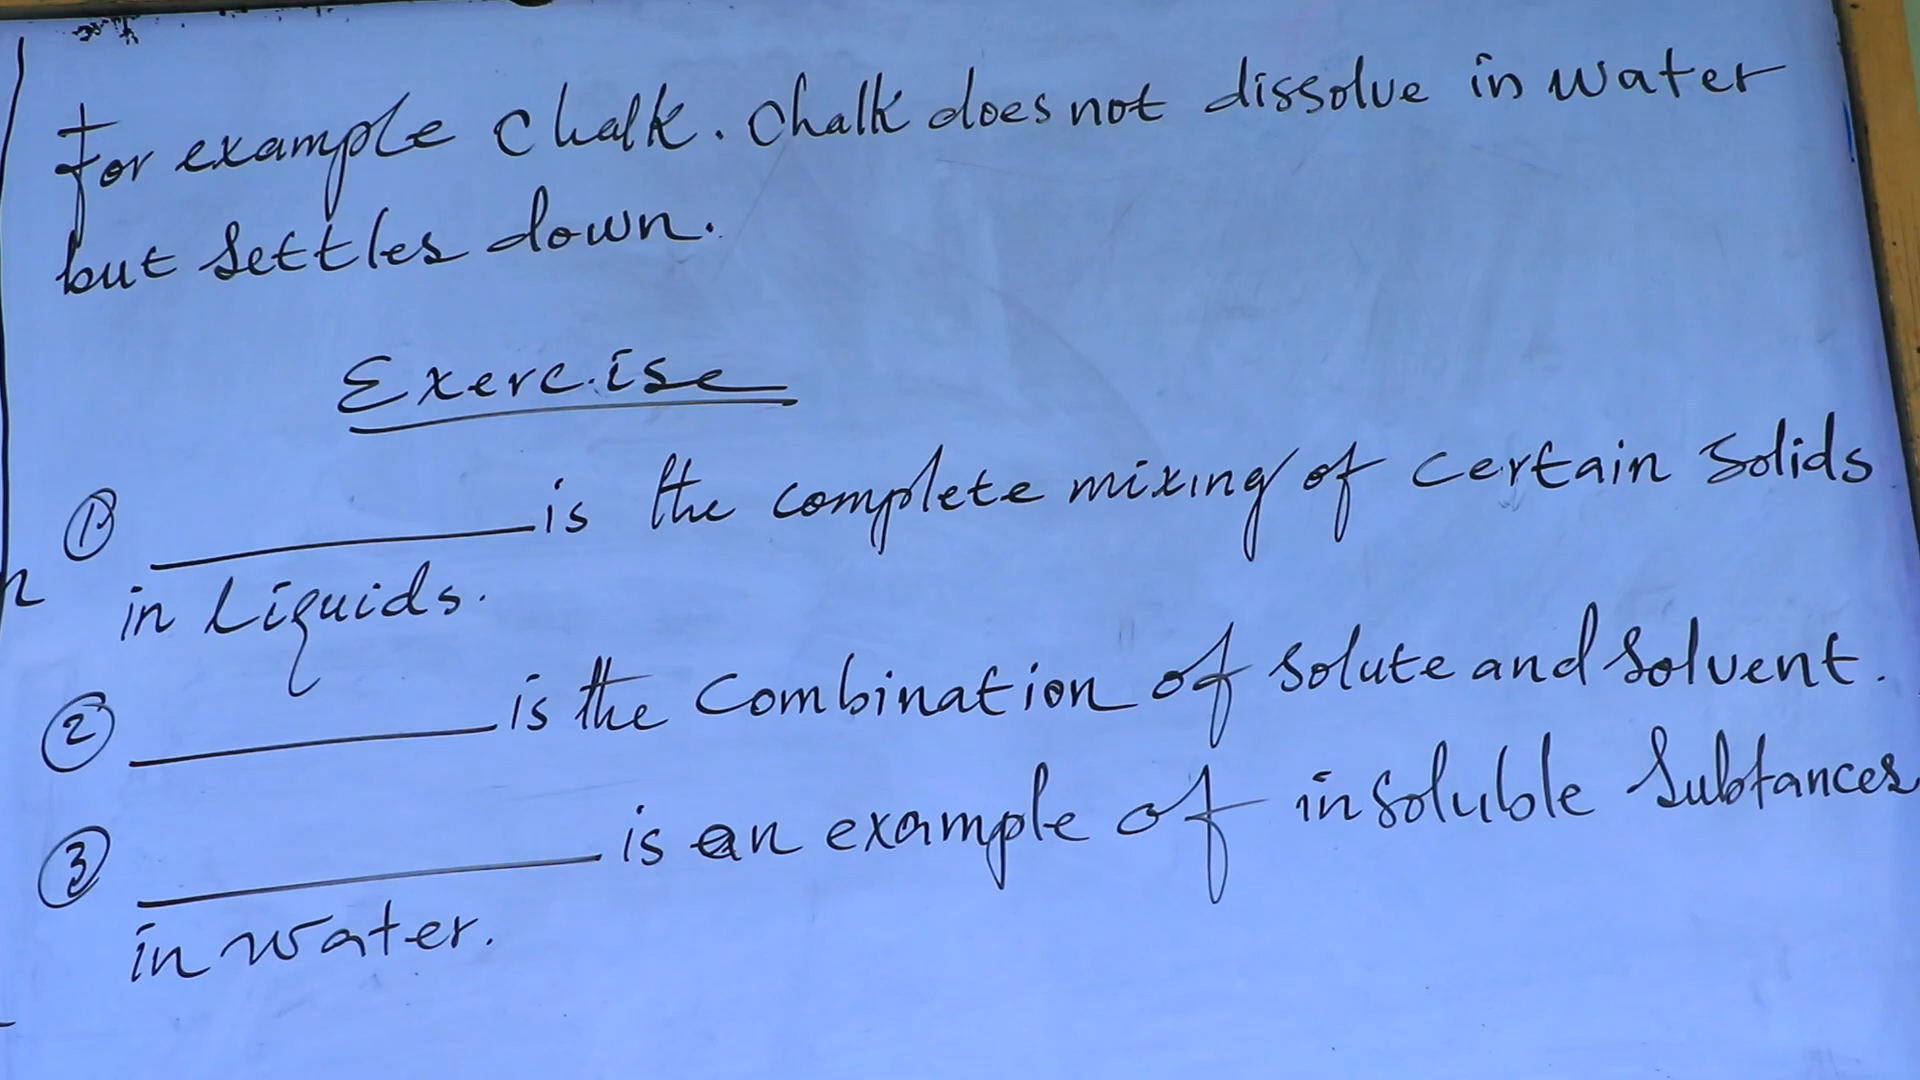 For example chalk. Chalk does not dissolve in water
but settles down.
Exercise
① ________ is the complete mixing of certain solids
in Liquids.
② ________ is the combination of solute and solvent.
③ ________ is an example of insoluble Subtances
in water.